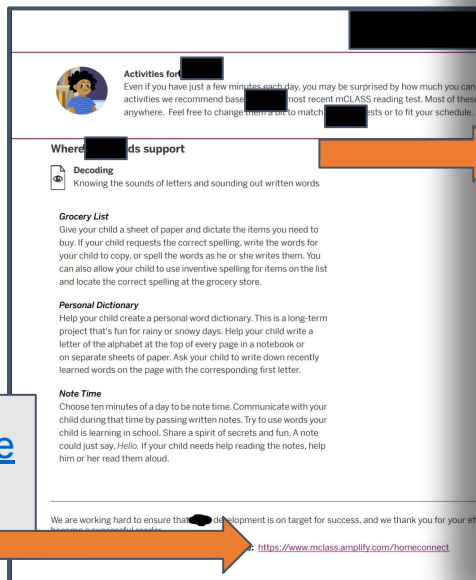 Activities for
Even if you have just a few minutes each day, you may be surprised by how much you can
activities we recommend base most recent mCLASS reading test. Most of these
anywhere. Feel free to change them a bit to match ests or to fit your schedule.
Where ds support
Decoding
Knowing the sounds of letters and sounding out written words
Grocery List
Give your child a sheet of paper and dictate the items you need to
buy. If your child requests the correct spelling, write the words for
your child to copy, or spell the words as he or she writes them. You
can also allow your child to use inventive spelling for items on the list
and locate the correct spelling at the grocery store.
Personal Dictionary
Help your child create a personal word dictionary. This is a long-term
project that's fun for rainy or snowy days. Help your child write a
letter of the alphabet at the top of every page in a notebook or
on separate sheets of paper. Ask your child to write down recently
learned words on the page with the corresponding first letter.
Note Time
Choose ten minutes of a day to be note time. Communicate with your
child during that time by passing written notes. Try to use words your
child is learning in school. Share a spirit of secrets and fun. A note
could just say, Hello. If your child needs help reading the notes, help
him or her read them aloud.
e
We are working hard to ensure that development is on target for success, and we thank you for your ef
https://www.mclass.amplify.com/homeconnect